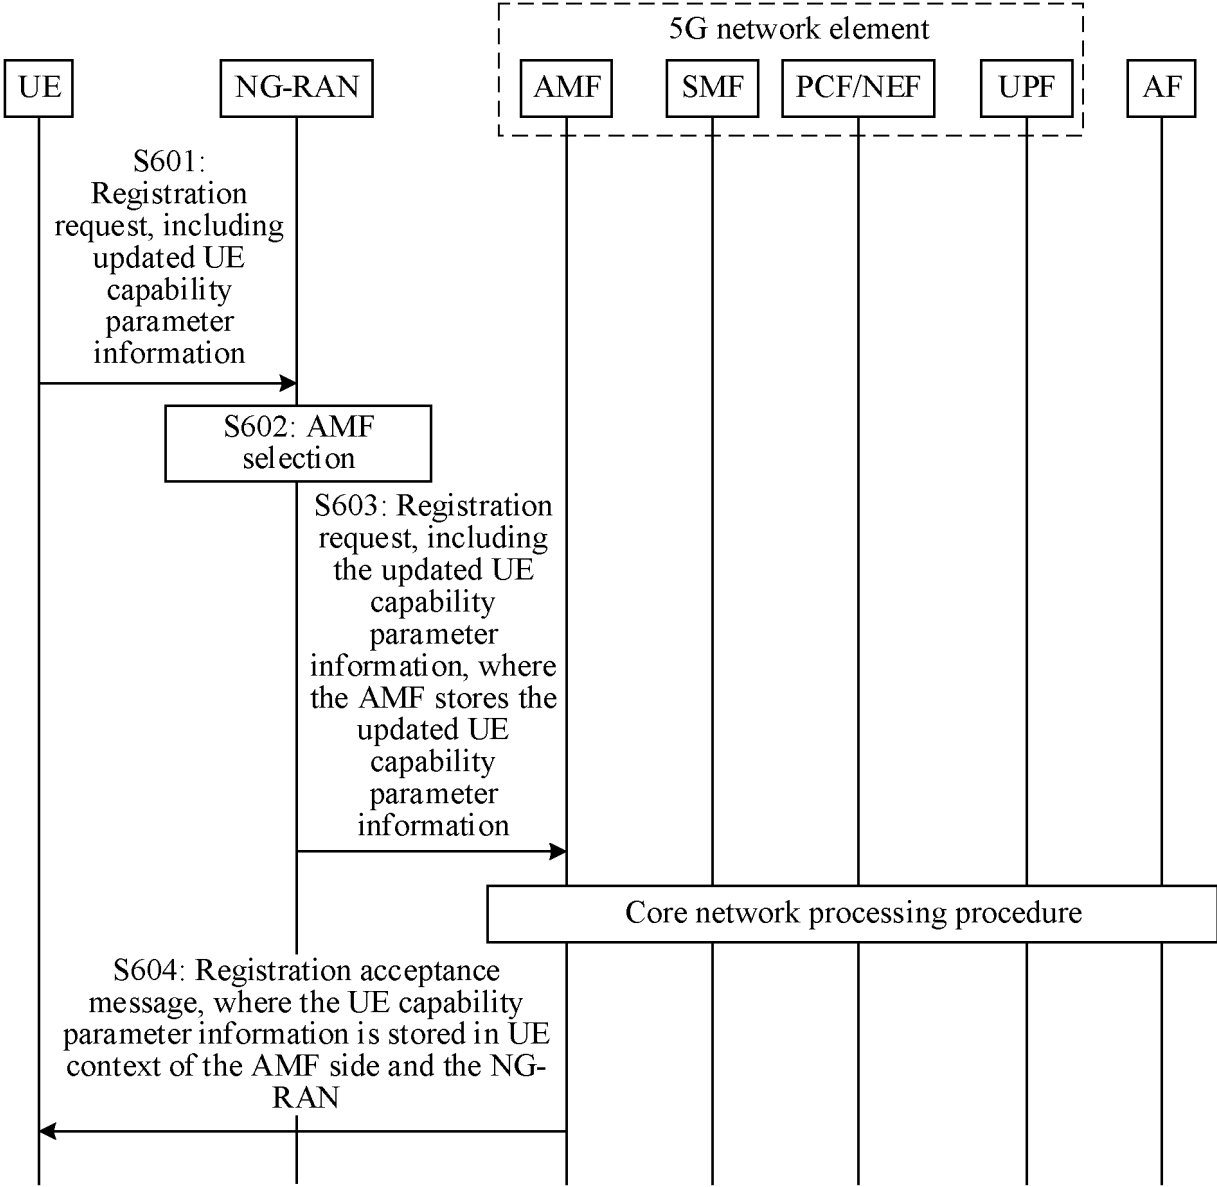 5G network element
UE
NG-RAN
AMF
SMF
PCF/NEF
UPF
AF
S601:
Registration
request, including
updated UE
capability
parameter
information
S602: AMF
selection
S603: Registration
request, including
the updated UE
capability
parameter
information, where
the AMF stores the
updated UE
capability
parameter
information
Core network processing procedure
S604: Registration acceptance
message, where the UE capability
parameter information is stored in UE
context of the AMF side and the NG-
RAN